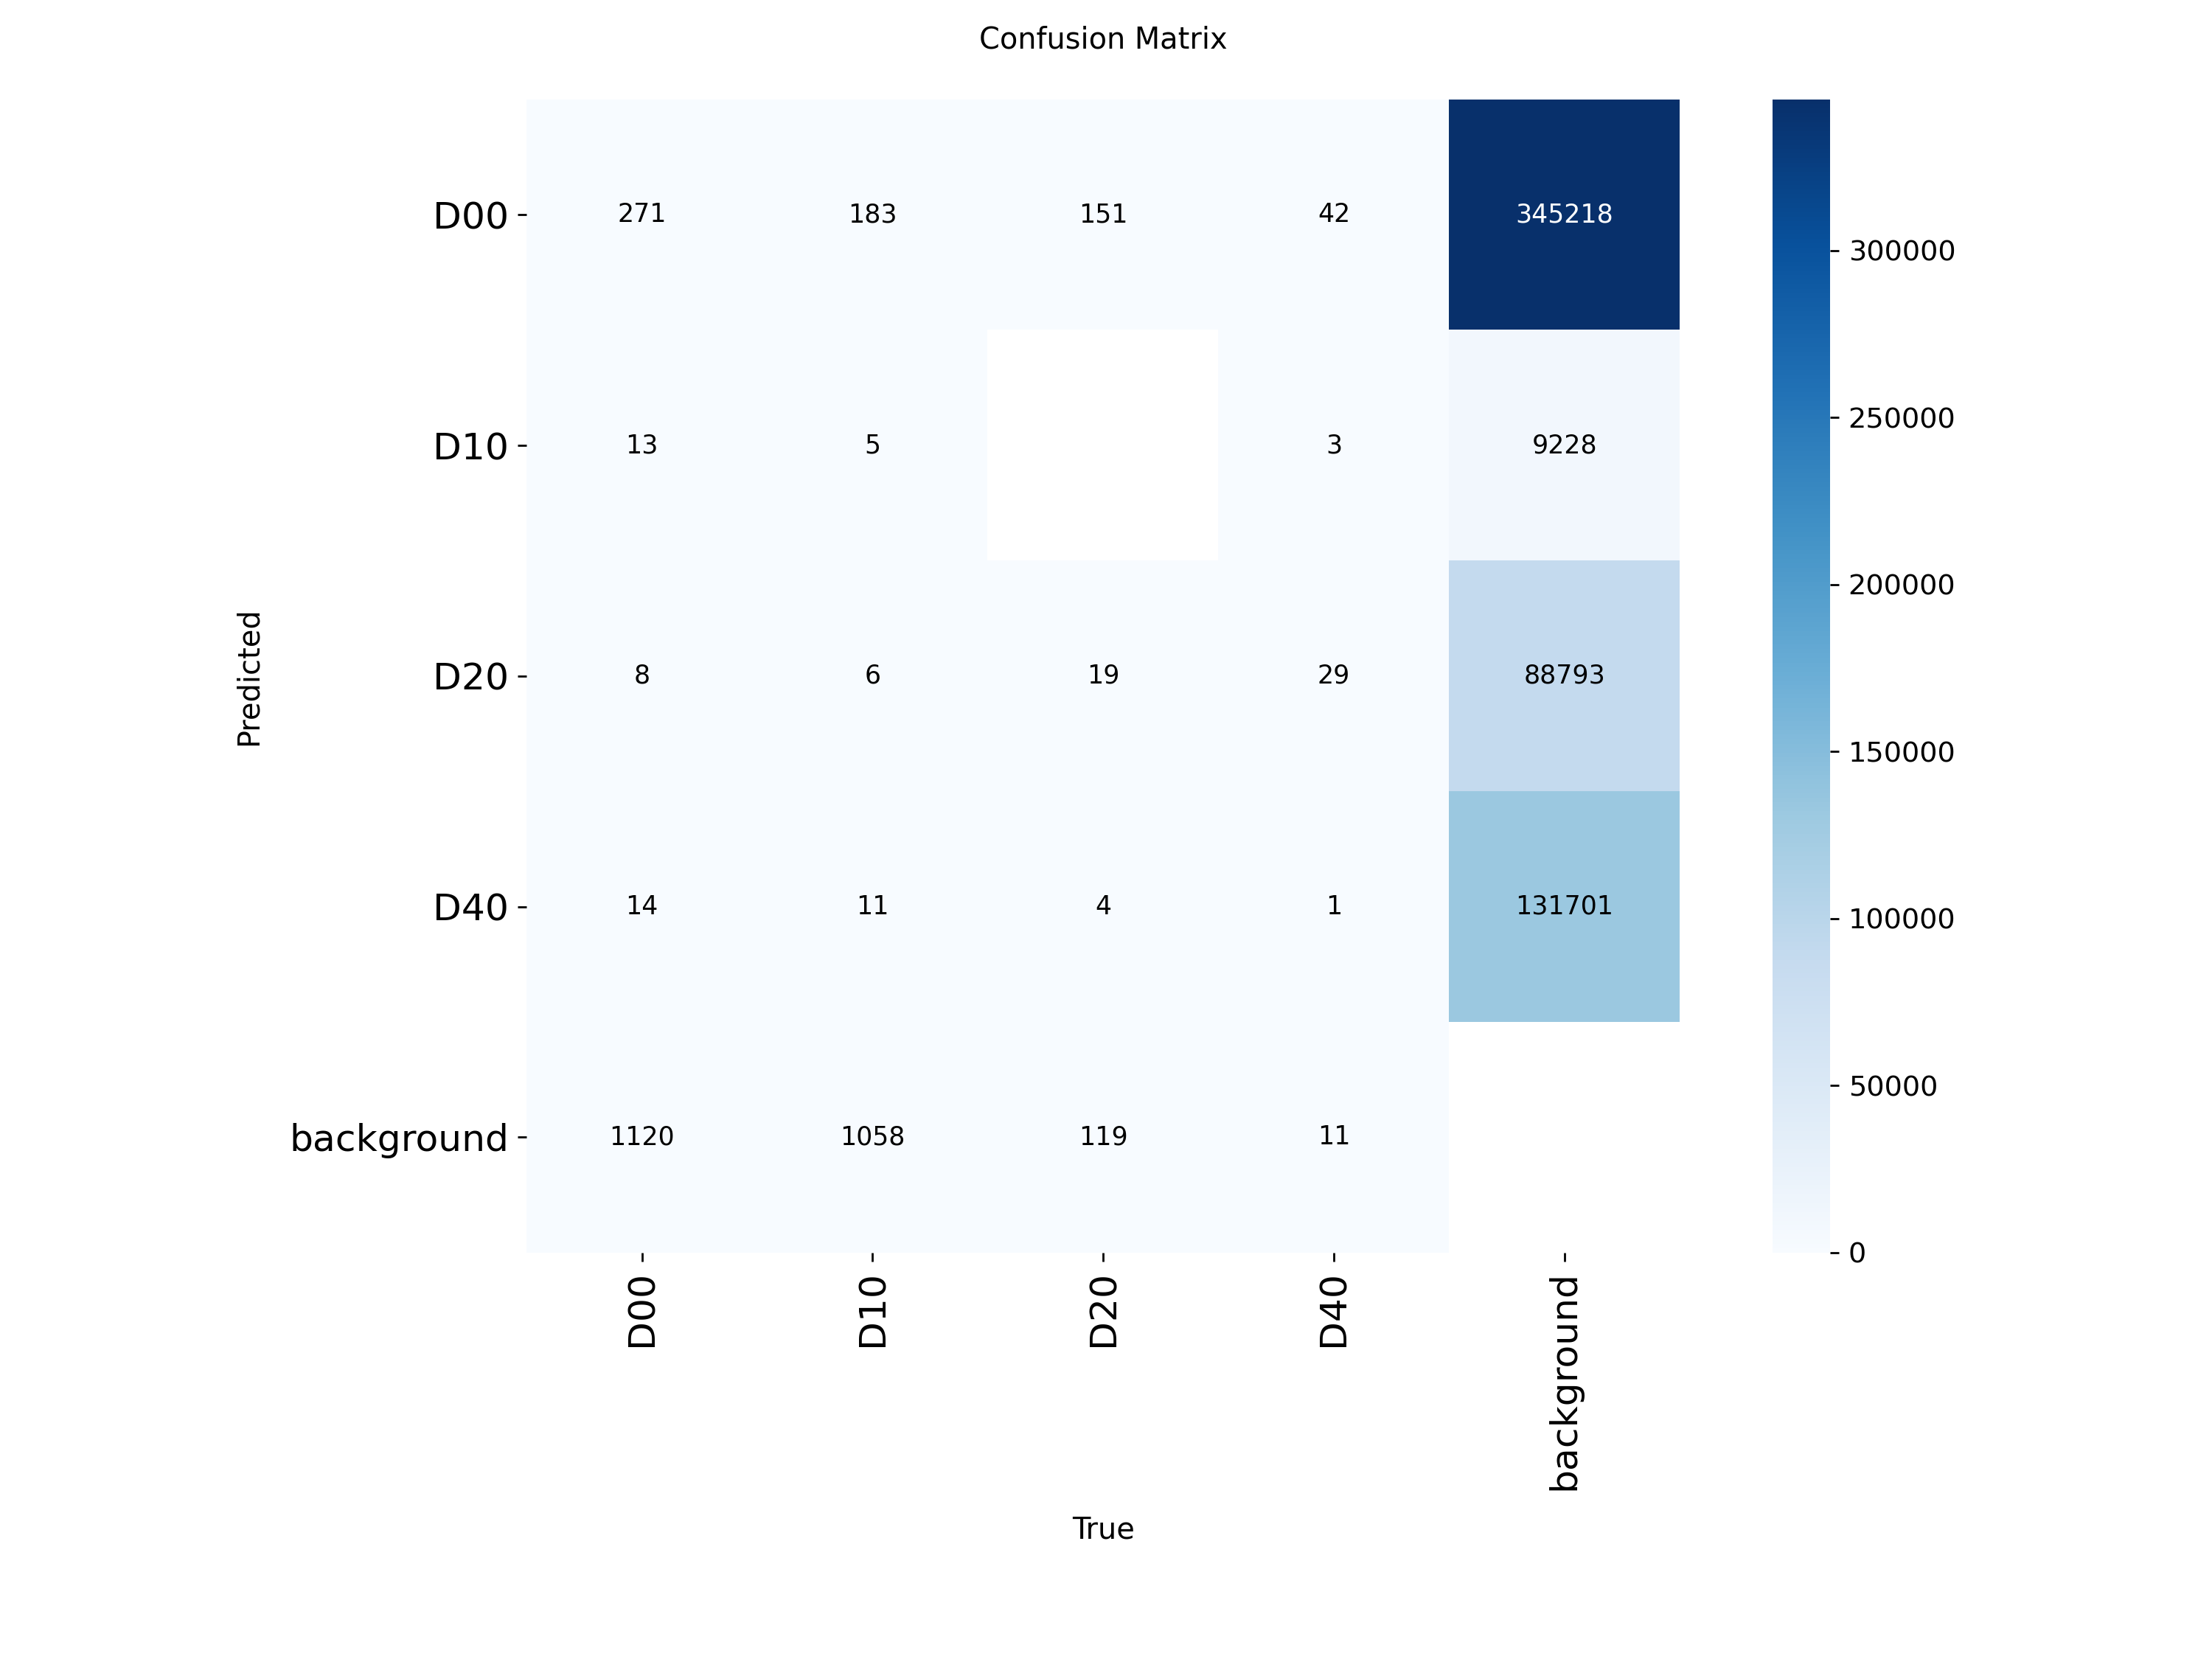 Confusion Matrix
D00 271 183 151 42 345218
D10 13 5 3 9228
D20 8 6 19 29 88793
D40 14 11 4 1 131701
background 1120 1058 119 11
Predicted
D00 D10 D20 D40 background
True
300000
250000
200000
150000
100000
50000
0